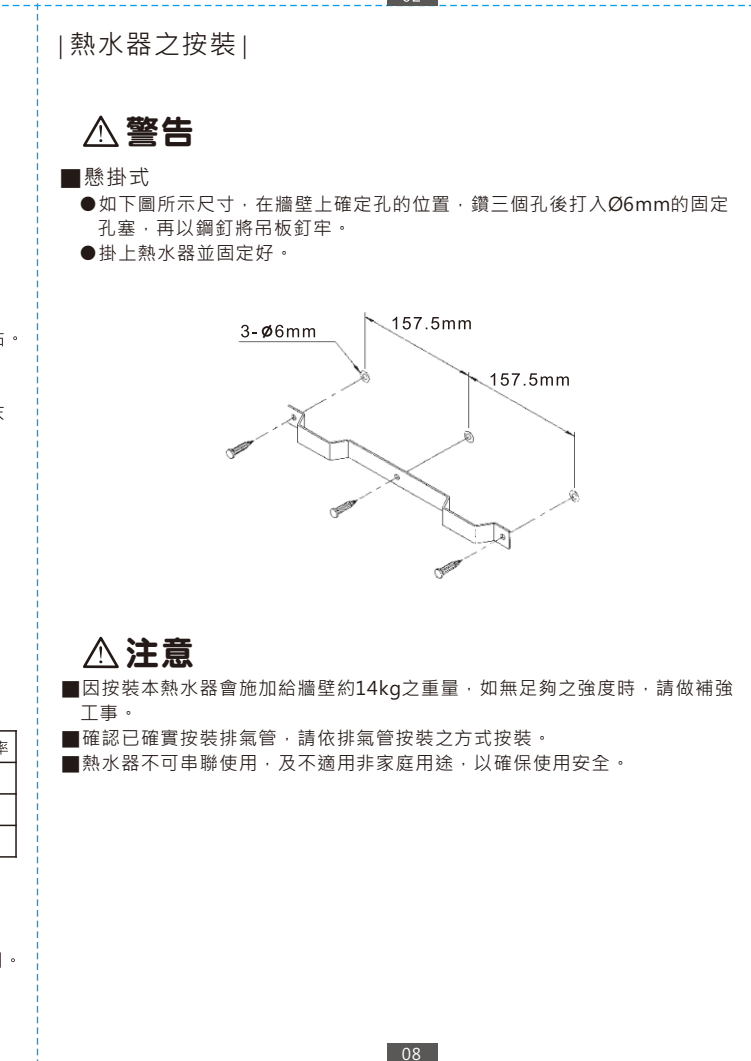 |熱水器之按裝|
警告
■懸掛式
●如下圖所示尺寸，在牆壁上確定孔的位置，鑽三個孔後打入Ø6mm的固定
孔塞，再以鋼釘將吊板釘牢。
●掛上熱水器並固定好。
3-Ø6mm
157.5mm
157.5mm
注意
■因按裝本熱水器會施加給牆壁約14kg之重量，如無足夠之強度時，請做補強
工事。
■確認已確實按裝排氣管，請依排氣管按裝之方式按裝。
■熱水器不可串聯使用，及不適用非家庭用途，以確保使用安全。
率
08